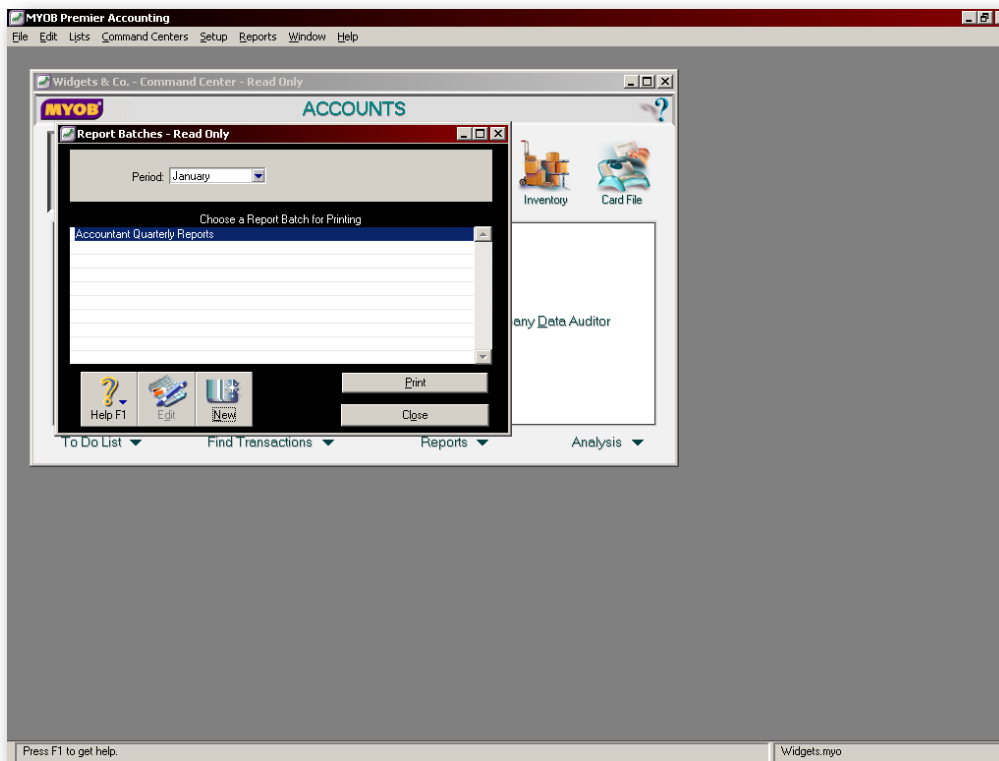 MYOB Premier Accounting
File Edit Lists Command Centers Setup Reports Window Help
Widgets & Co. - Command Center - Read Only
MYOB ACCOUNTS
Report Batches - Read Only
Period: January
Inventory Card File
Choose a Report Batch for Printing
Accountant Quarterly Reports
any Data Auditor
Print
Help F1 Edit New
Close
To Do List Find Transactions Reports Analysis
Press F1 to get help. Widgets.myo